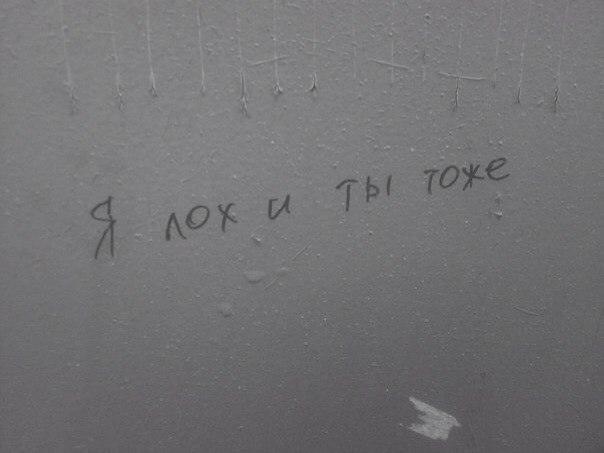 Я лох и ты тоже